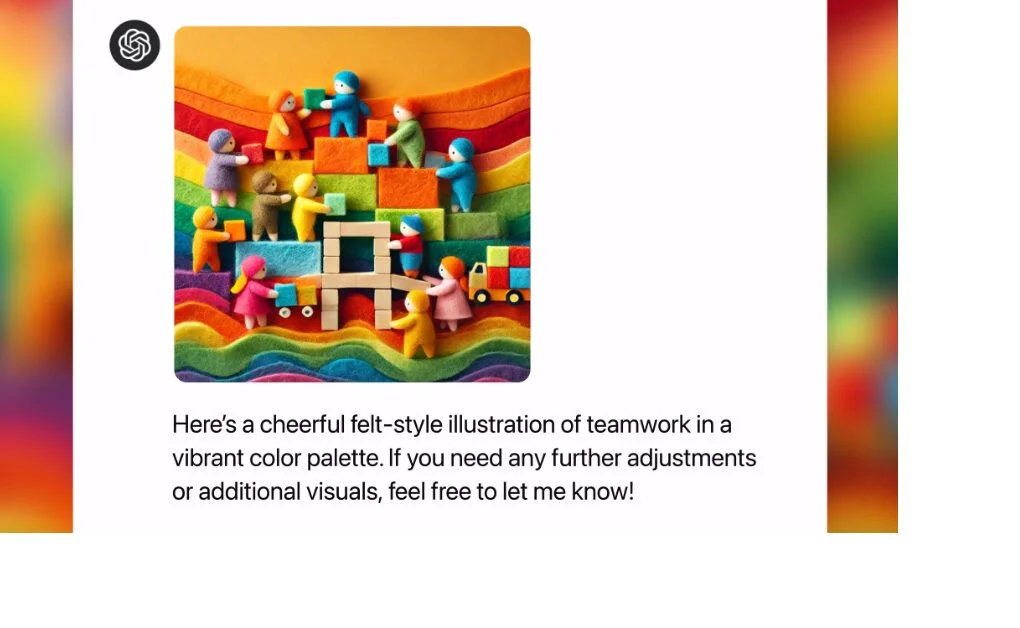 Here’s a cheerful felt-style illustration of teamwork in a
vibrant color palette. If you need any further adjustments
or additional visuals, feel free to let me know!